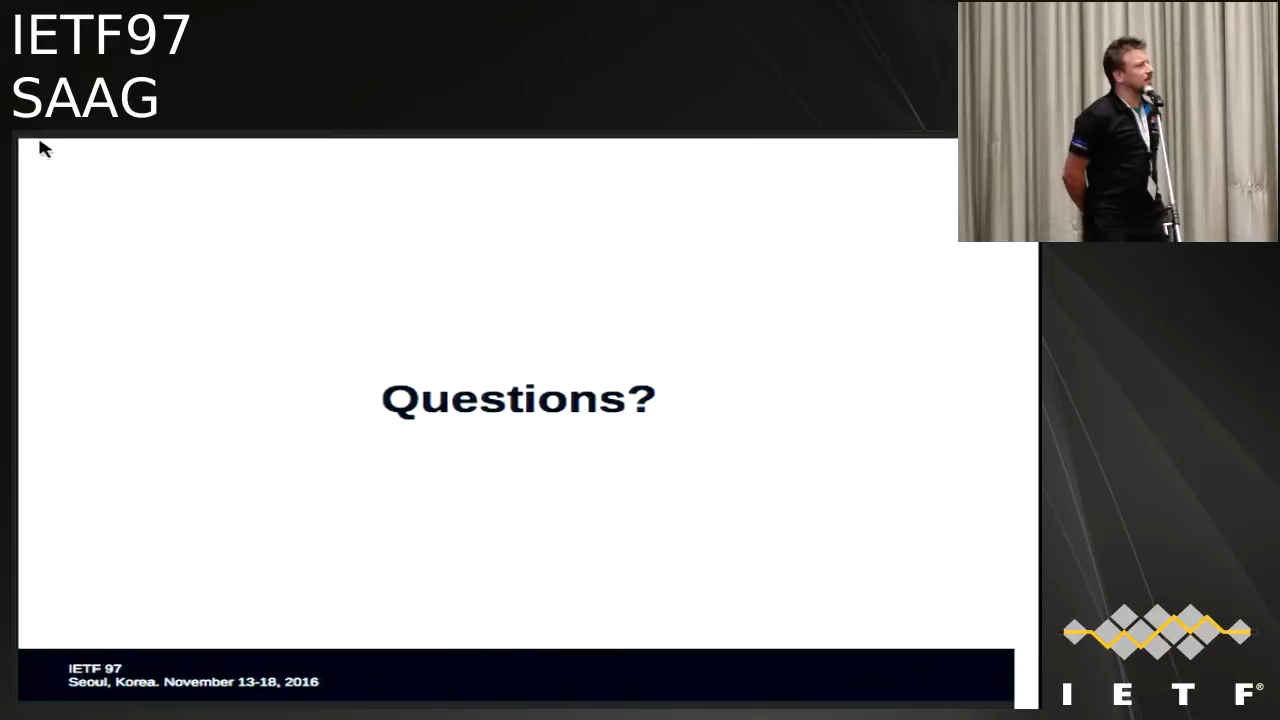 IETF97
SAAG
Questions?
IETF 97
Seoul, Korea. November 13-18, 2016
I E T F®